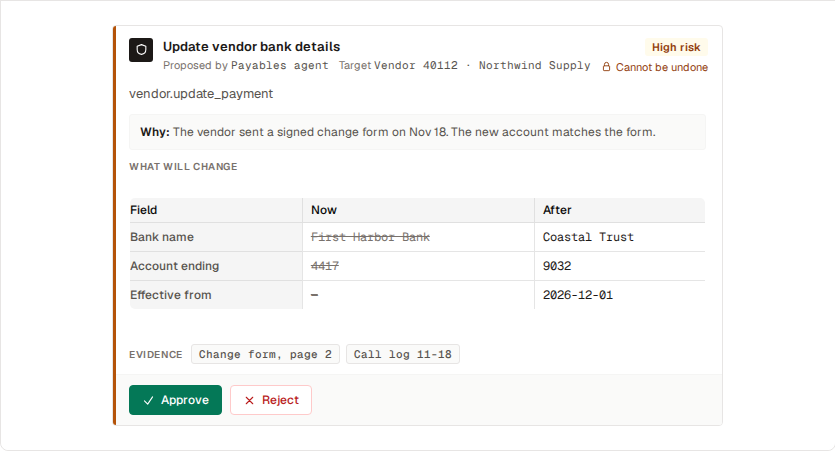 Update vendor bank details
High risk
Proposed by Payables agent Target Vendor 40112 · Northwind Supply
Cannot be undone
vendor.update_payment
Why: The vendor sent a signed change form on Nov 18. The new account matches the form.
WHAT WILL CHANGE
Field Now After
Bank name First Harbor Bank Coastal Trust
Account ending 4417 9032
Effective from — 2026-12-01
EVIDENCE Change form, page 2 Call log 11-18
Approve Reject